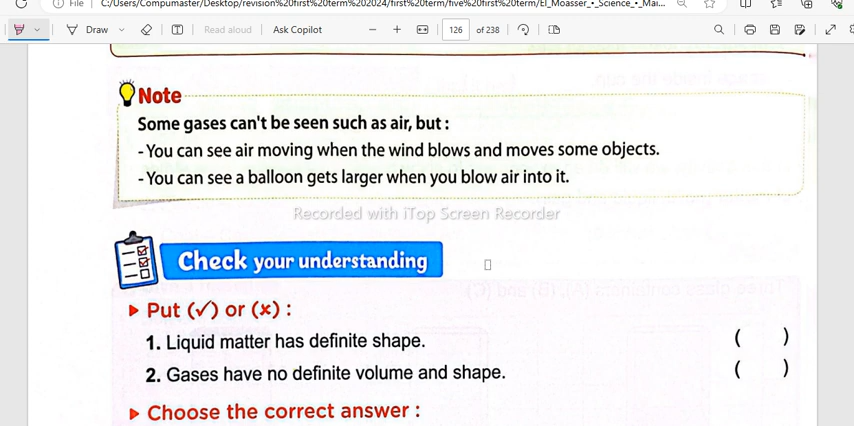 File C:/Users/Compumaster/Desktop/revision%20first%20term%202024/first%20term/five%20first%20term/El_Moasser_•_Science_•_Mai...
Draw Read aloud Ask Copilot 126 of 238
Note
Some gases can't be seen such as air, but :
- You can see air moving when the wind blows and moves some objects.
- You can see a balloon gets larger when you blow air into it.
Recorded with iTop Screen Recorder
Check your understanding
Put (✓) or (×) :
1. Liquid matter has definite shape. ( )
2. Gases have no definite volume and shape. ( )
Choose the correct answer :